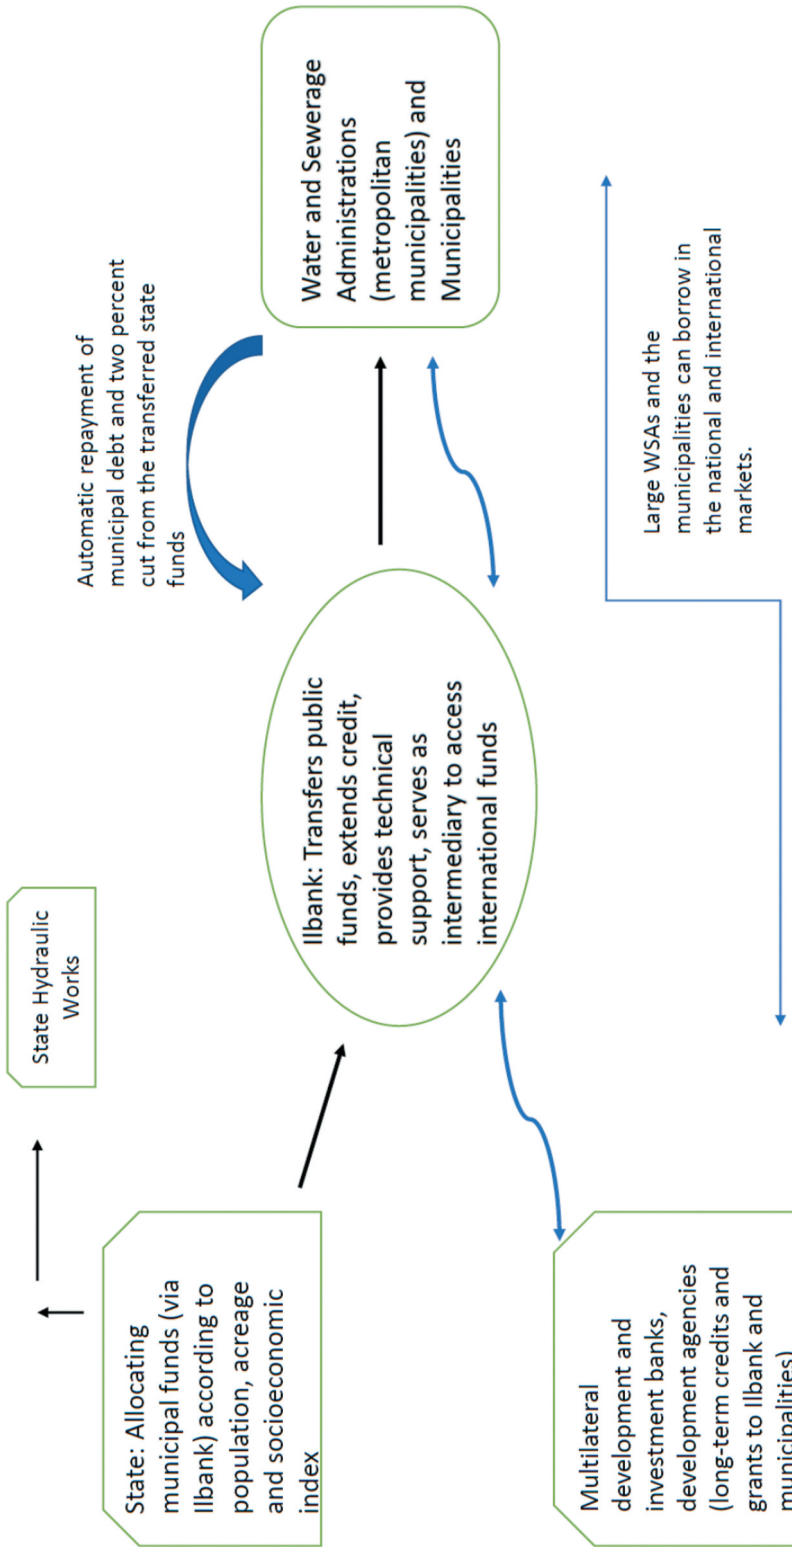 State Hydraulic
Works
State: Allocating
municipal funds (via
Ilbank) according to
population, acreage
and socioeconomic
index
Automatic repayment of
municipal debt and two percent
cut from the transferred state
funds
Ilbank: Transfers public
funds, extends credit,
provides technical
support, serves as
intermediary to access
international funds
Water and Sewerage
Administrations
(metropolitan
municipalities) and
Municipalities
Multilateral
development and
investment banks,
development agencies
(long-term credits and
grants to Ilbank and
municipalities)
Large WSAs and the
municipalities can borrow in
the national and international
markets.